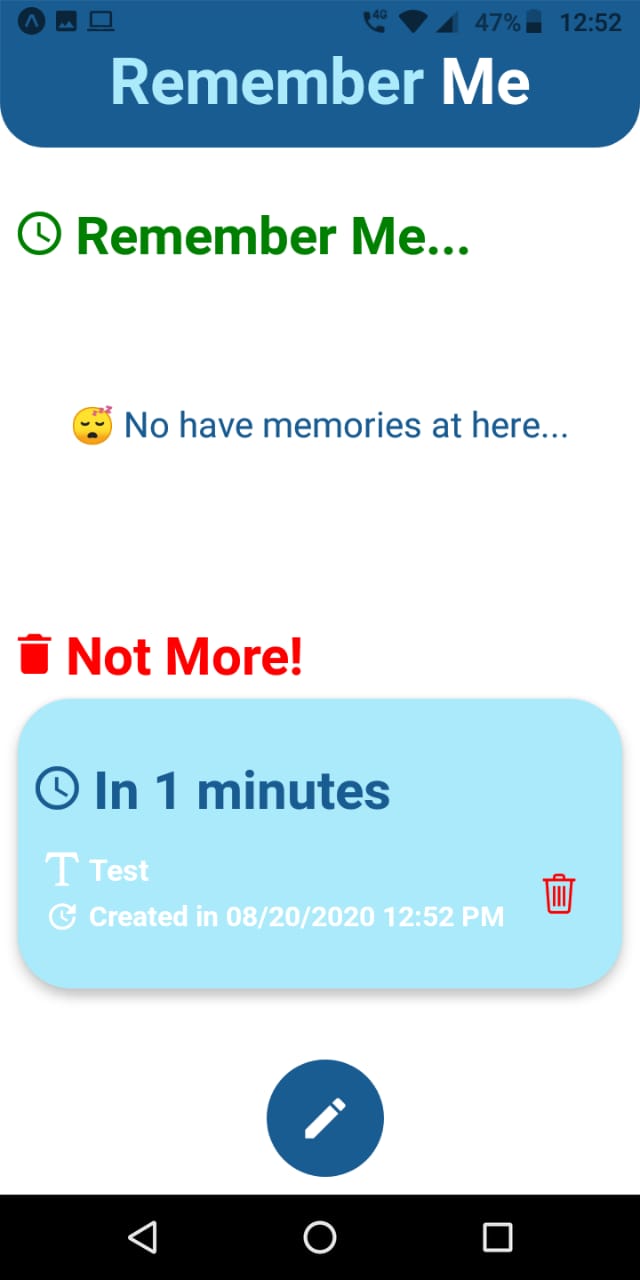 4G 47% 12:52
Remember Me
Remember Me...
😴 No have memories at here...
Not More!
In 1 minutes
Test
Created in 08/20/2020 12:52 PM